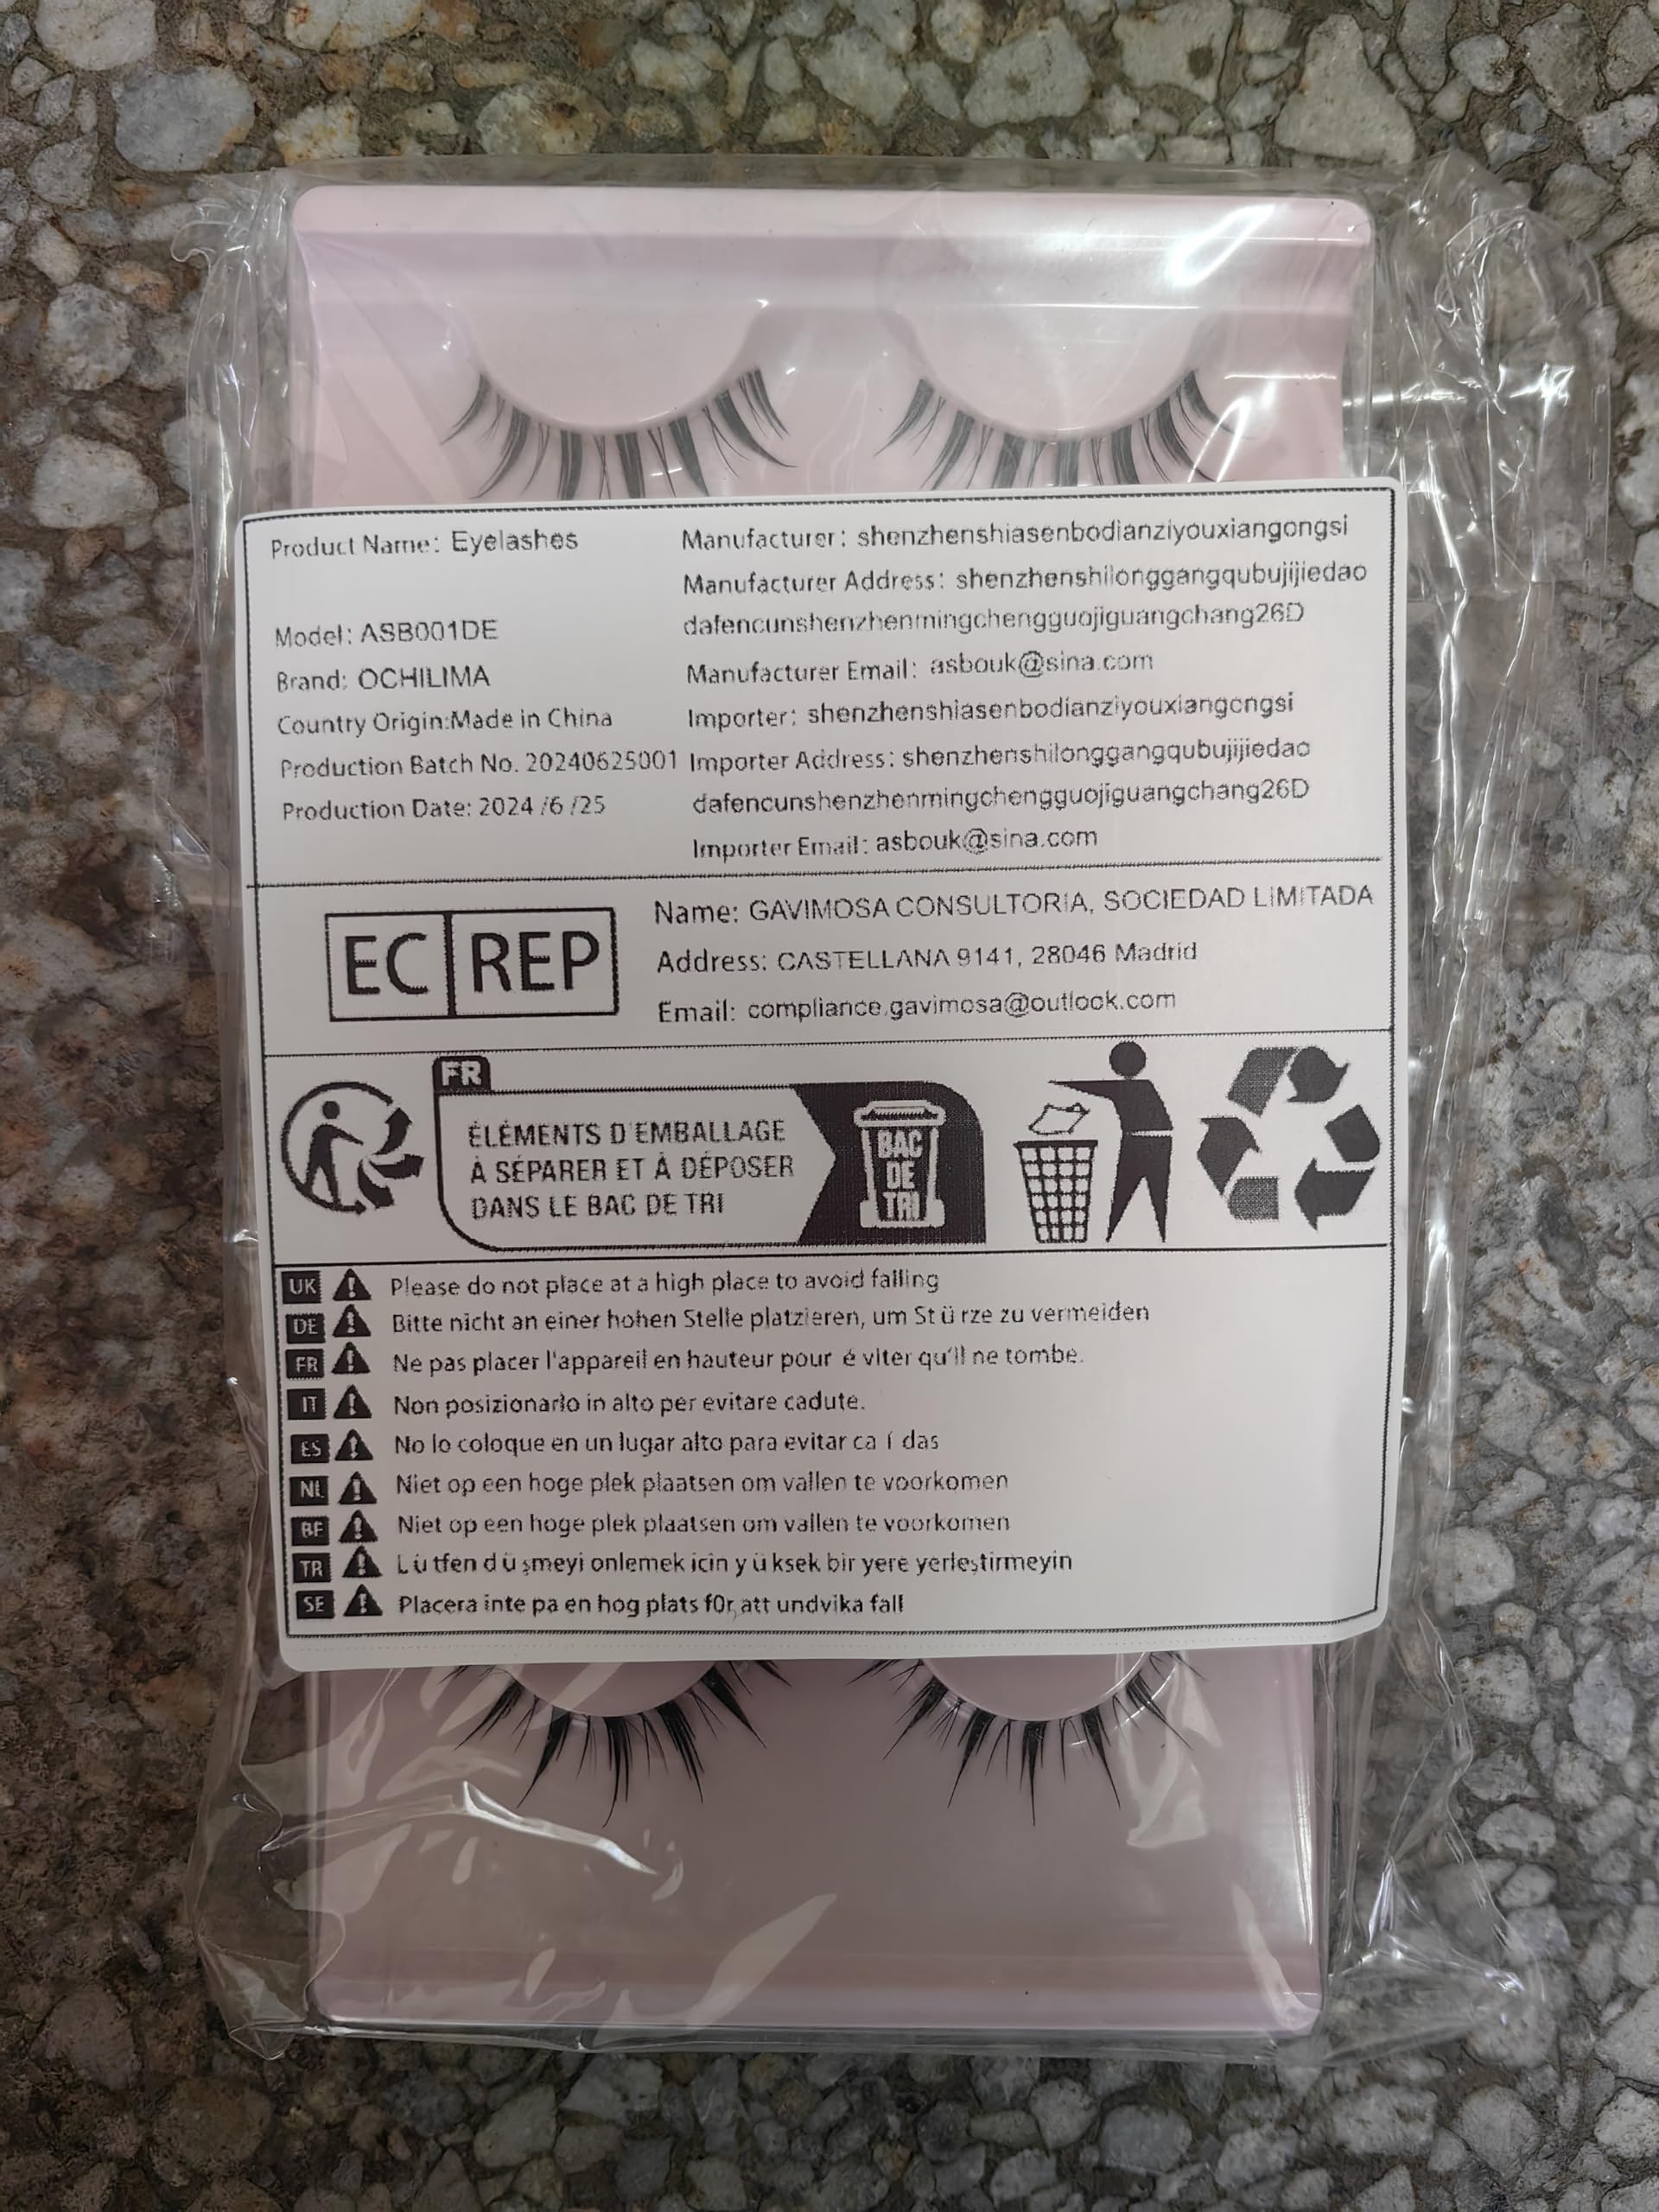 Product Name: Eyelashes
Model: ASB001DE
Brand: OCHILIMA
Country Origin:Made in China
Production Batch No. 20240625001
Production Date: 2024 /6 /25
Manufacturer: shenzhenshiasenbodianziyouxiangongsi
Manufacturer Address: shenzhenshilonggangqubujijiedao
dafencunshenzhenmingchengguojiguangchang26D
Manufacturer Email: asbouk@sina.com
Importer: shenzhenshiasenbodianziyouxiangongsi
Importer Address: shenzhenshilonggangqubujijiedao
dafencunshenzhenmingchengguojiguangchang26D
Importer Email: asbouk@sina.com
EC REP
Name: GAVIMOSA CONSULTORIA, SOCIEDAD LIMITADA
Address: CASTELLANA 9141, 28046 Madrid
Email: compliance.gavimosa@outlook.com
FR
ÉLÉMENTS D'EMBALLAGE
À SÉPARER ET À DÉPOSER
DANS LE BAC DE TRI
BAC
DE
TRI
UK Please do not place at a high place to avoid falling
DE Bitte nicht an einer hohen Stelle platzieren, um St ü rze zu vermeiden
FR Ne pas placer l'appareil en hauteur pour é viter qu'il ne tombe.
IT Non posizionarlo in alto per evitare cadute.
ES No lo coloque en un lugar alto para evitar ca í das
NL Niet op een hoge plek plaatsen om vallen te voorkomen
BE Niet op een hoge plek plaatsen om vallen te voorkomen
TR Lü tfen d ü şmeyi onlemek icin y ü ksek bir yere yerleştirmeyin
SE Placera inte pa en hog plats f0r att undvika fall